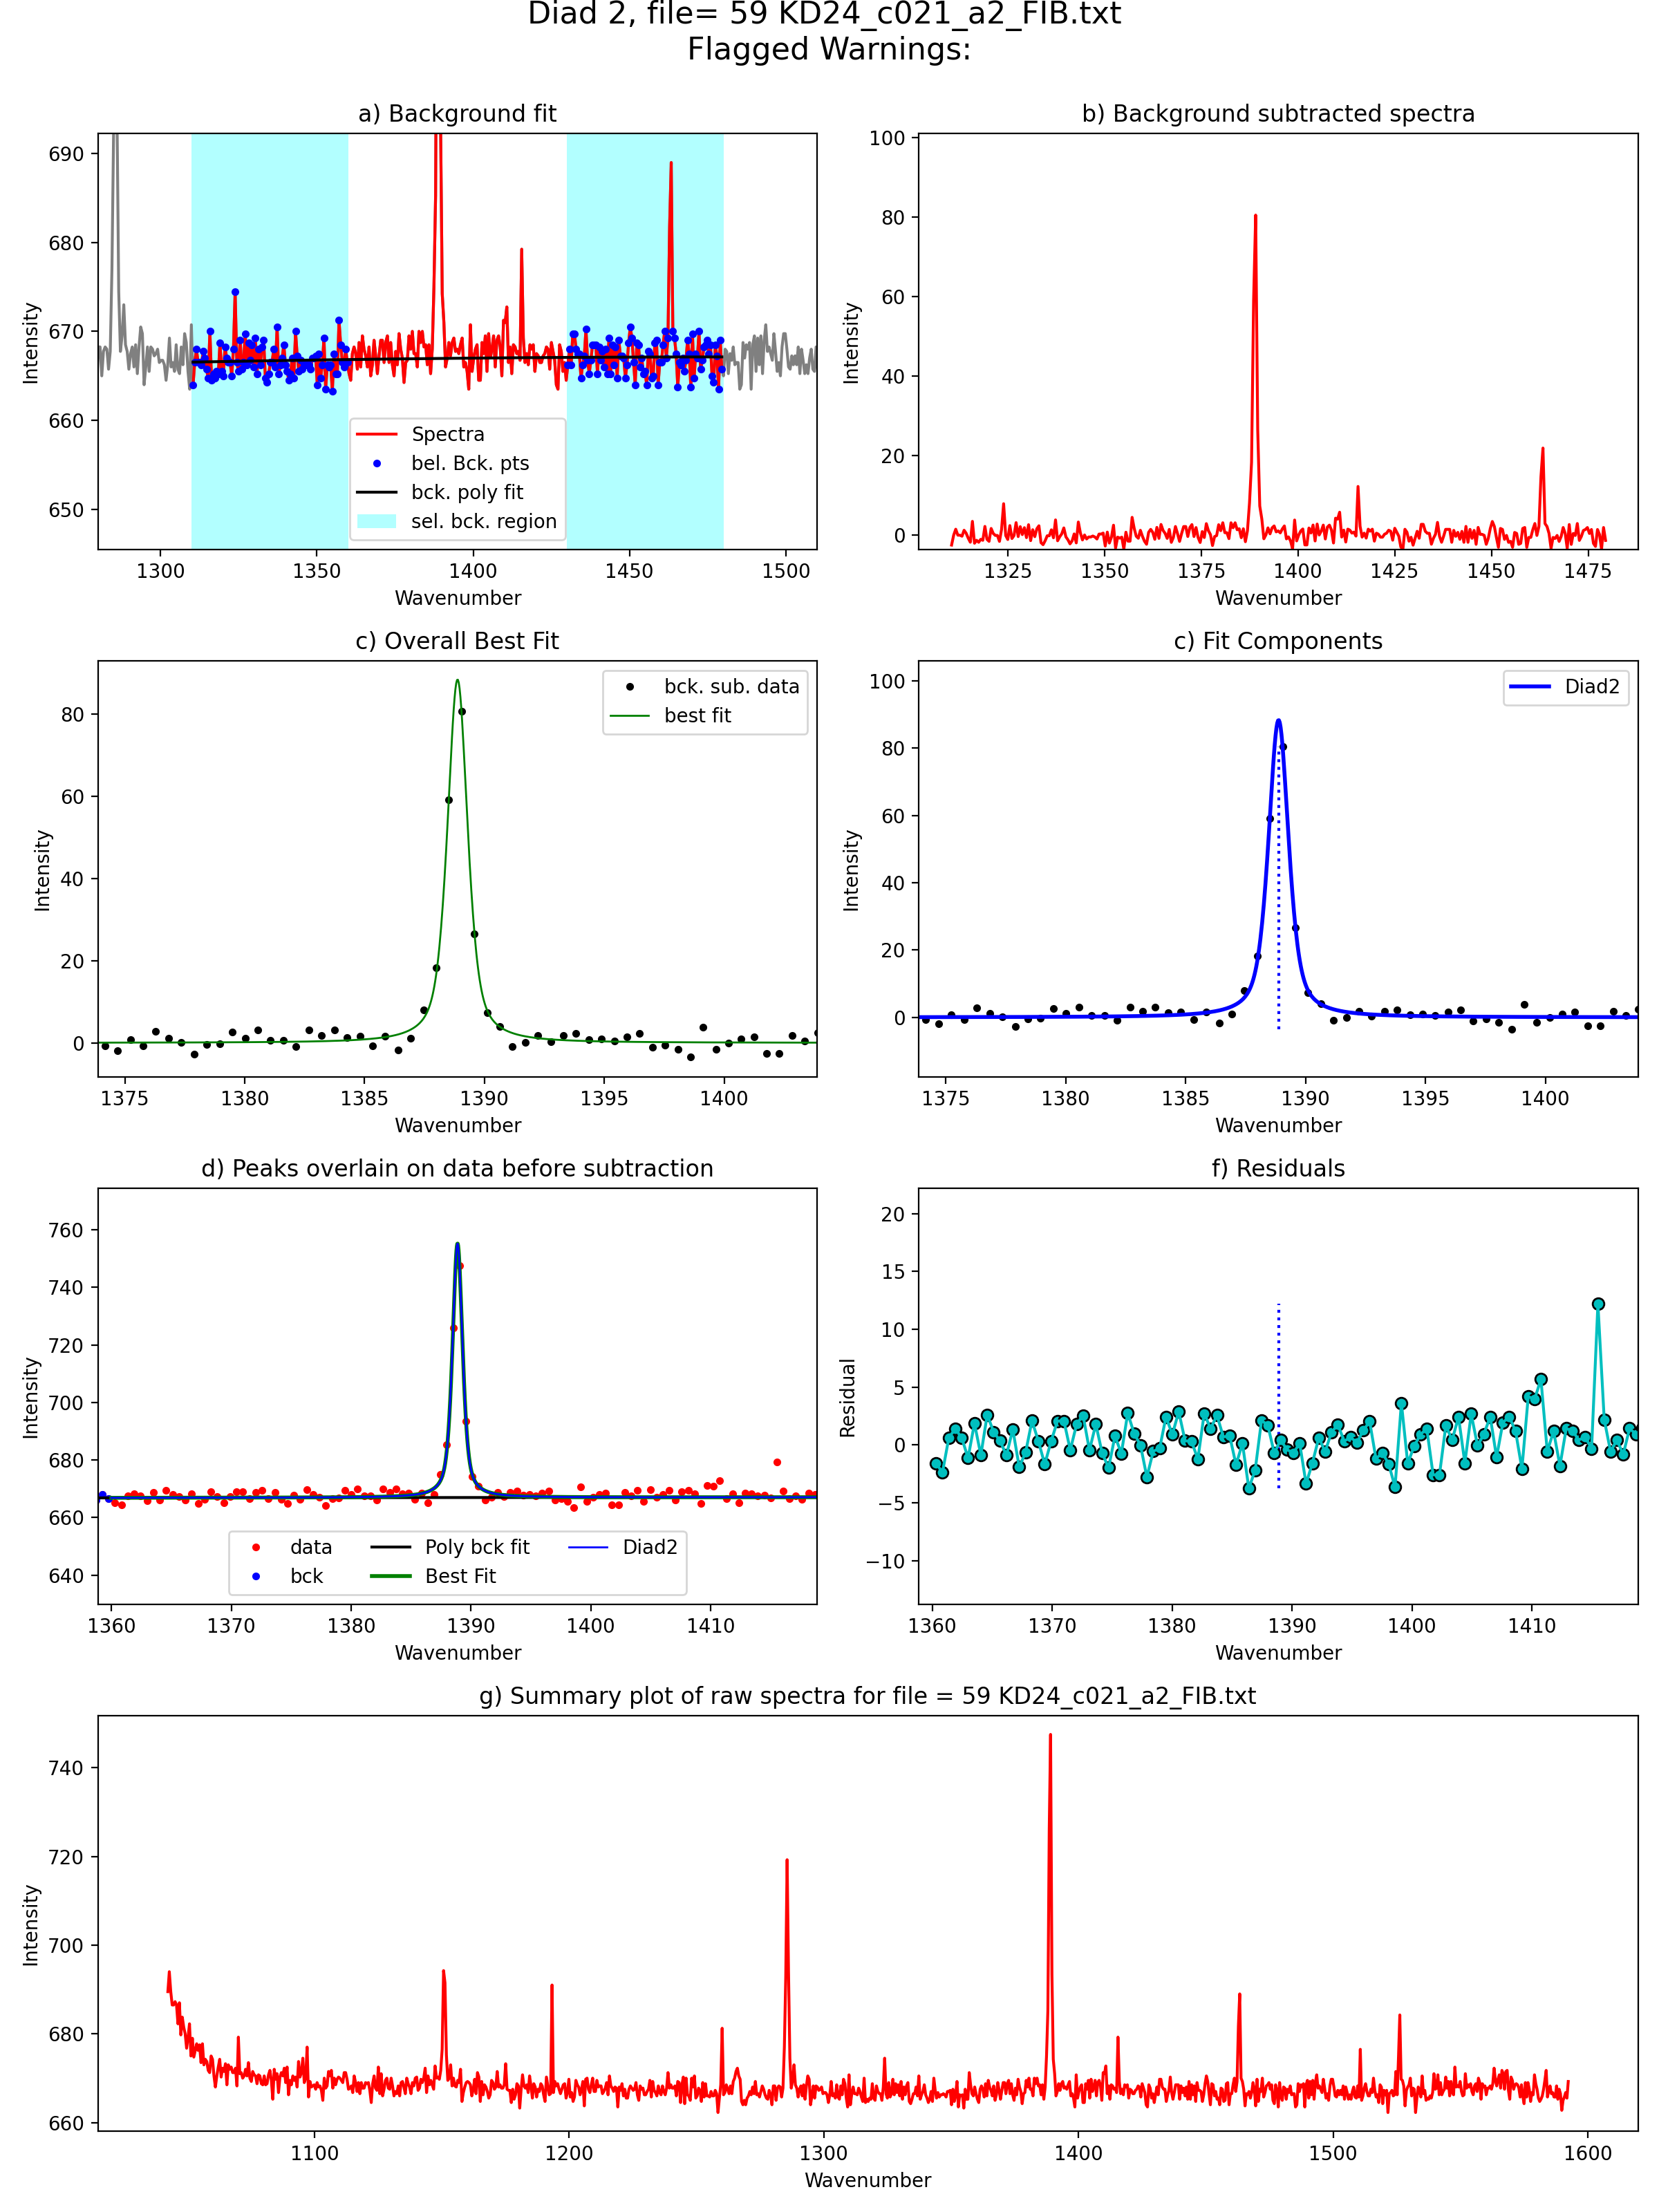 Diad 2, file= 59 KD24_c021_a2_FIB.txt
Flagged Warnings:
a) Background fit
690
680
670
660
650
Intensity
Spectra
bel. Bck. pts
bck. poly fit
sel. bck. region
1300 1350 1400 1450 1500
Wavenumber
b) Background subtracted spectra
100
80
60
40
20
0
Intensity
1325 1350 1375 1400 1425 1450 1475
Wavenumber
c) Overall Best Fit
80
60
40
20
0
Intensity
bck. sub. data
best fit
1375 1380 1385 1390 1395 1400
Wavenumber
c) Fit Components
100
80
60
40
20
0
Intensity
Diad2
1375 1380 1385 1390 1395 1400
Wavenumber
d) Peaks overlain on data before subtraction
760
740
720
700
680
660
640
Intensity
data Poly bck fit Diad2
bck Best Fit
1360 1370 1380 1390 1400 1410
Wavenumber
f) Residuals
20
15
10
5
0
−5
−10
Residual
1360 1370 1380 1390 1400 1410
Wavenumber
g) Summary plot of raw spectra for file = 59 KD24_c021_a2_FIB.txt
740
720
700
680
660
Intensity
1100 1200 1300 1400 1500 1600
Wavenumber